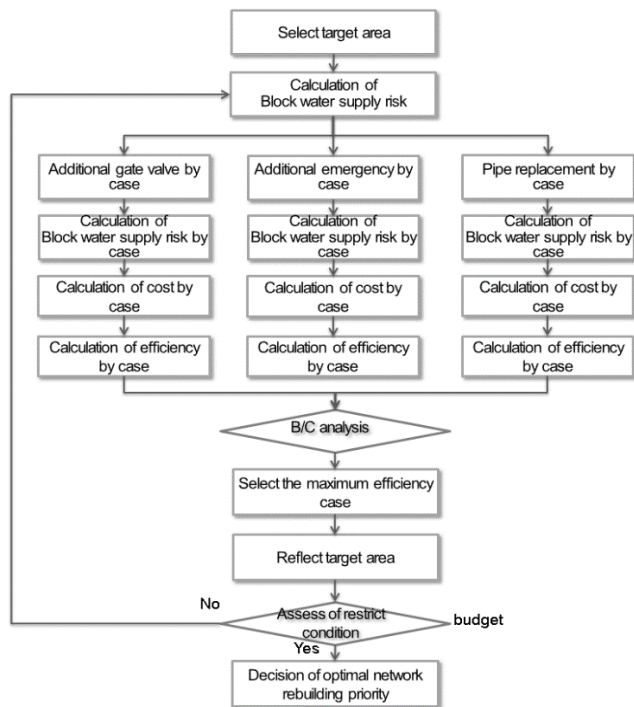 Select target area
Calculation of
Block water supply risk
Additional gate valve by
case
Additional emergency by
case
Pipe replacement by
case
Calculation of
Block water supply risk by
case
Calculation of
Block water supply risk by
case
Calculation of
Block water supply risk by
case
Calculation of cost by
case
Calculation of cost by
case
Calculation of cost by
case
Calculation of efficiency
by case
Calculation of efficiency
by case
Calculation of efficiency
by case
B/C analysis
Select the maximum efficiency
case
Reflect target area
No
Assess of restrict
condition
budget
Yes
Decision of optimal network
rebuilding priority